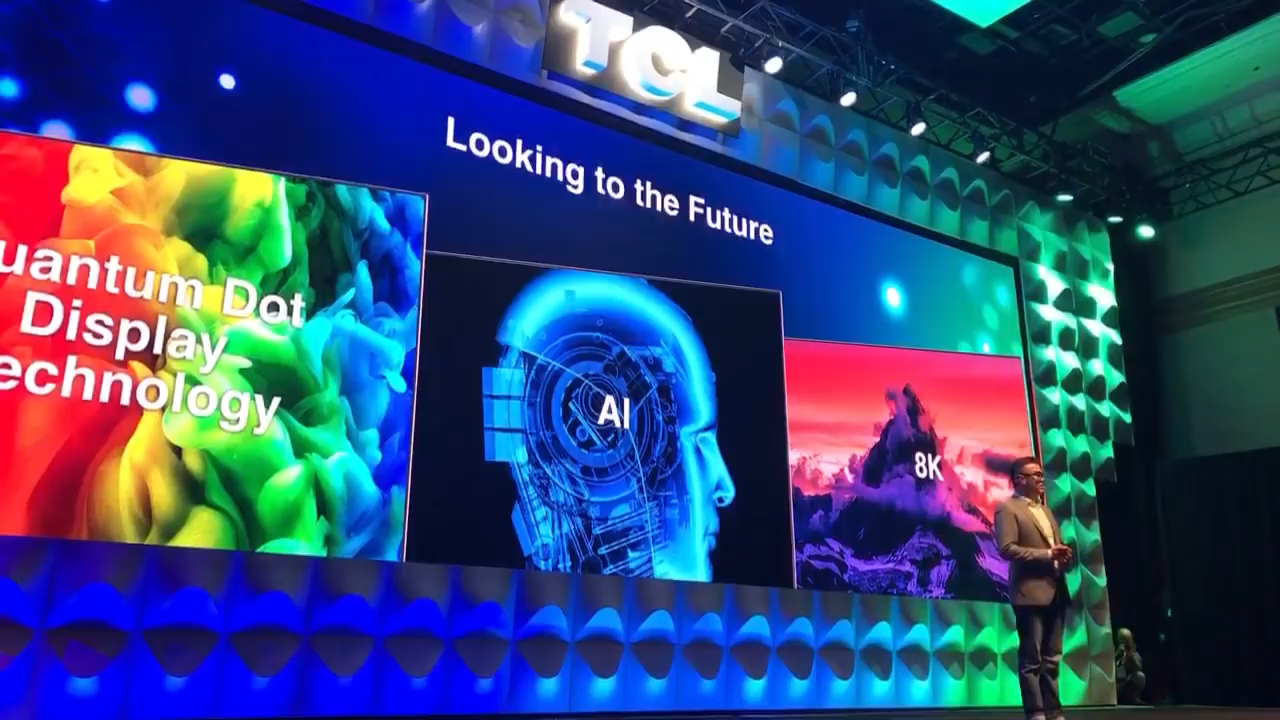 TCL
Looking to the Future
uantum Dot
Display
echnology
AI
8K